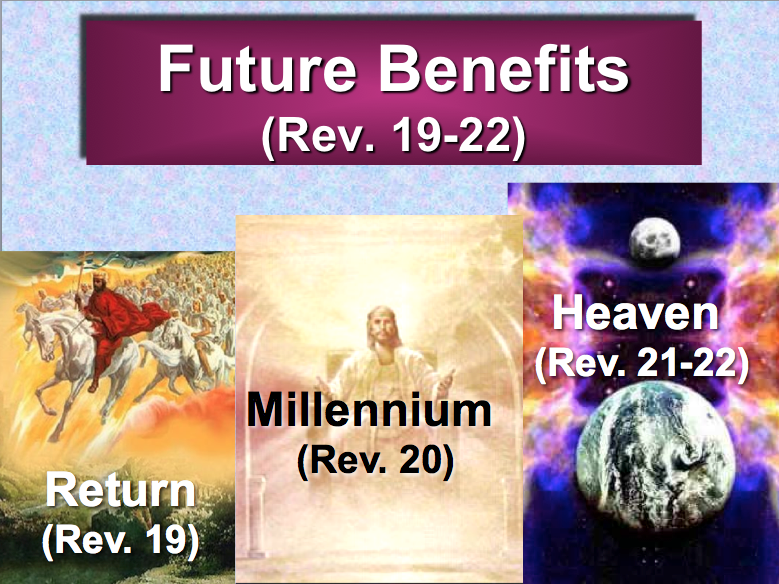 Future Benefits
(Rev. 19-22)
Return
(Rev. 19)
Millennium
(Rev. 20)
Heaven
(Rev. 21-22)